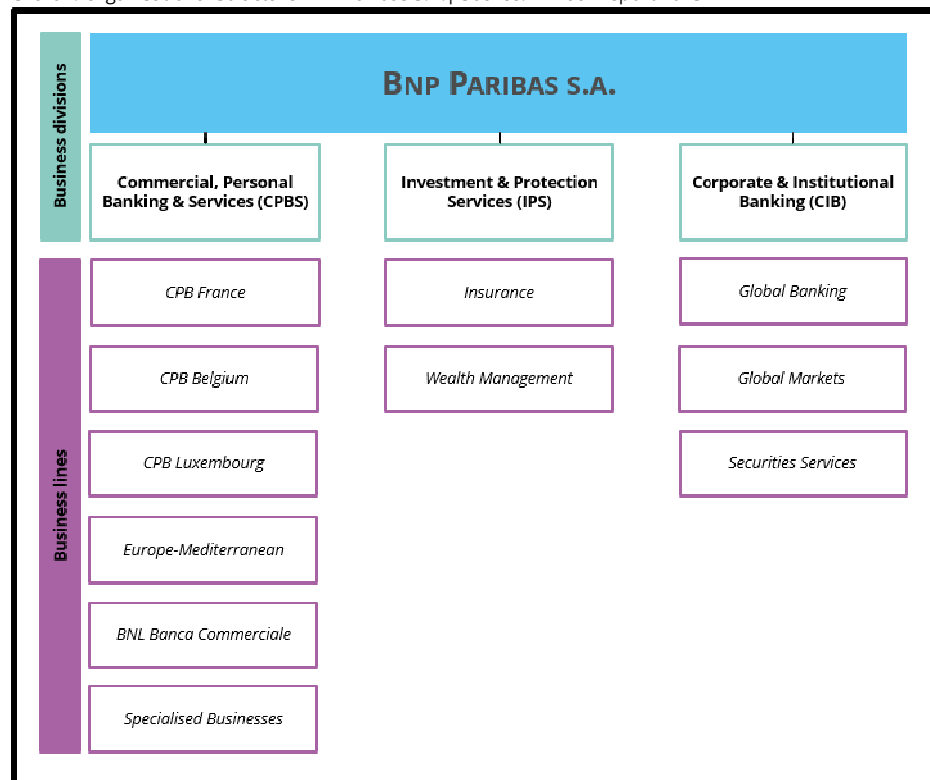 Business divisions
BNP PARIBAS S.A.
Commercial, Personal
Banking & Services (CPBS)
Investment & Protection
Services (IPS)
Corporate & Institutional
Banking (CIB)
Business lines
CPB France
Insurance
Global Banking
CPB Belgium
Wealth Management
Global Markets
CPB Luxembourg
Securities Services
Europe-Mediterranean
BNL Banca Commerciale
Specialised Businesses